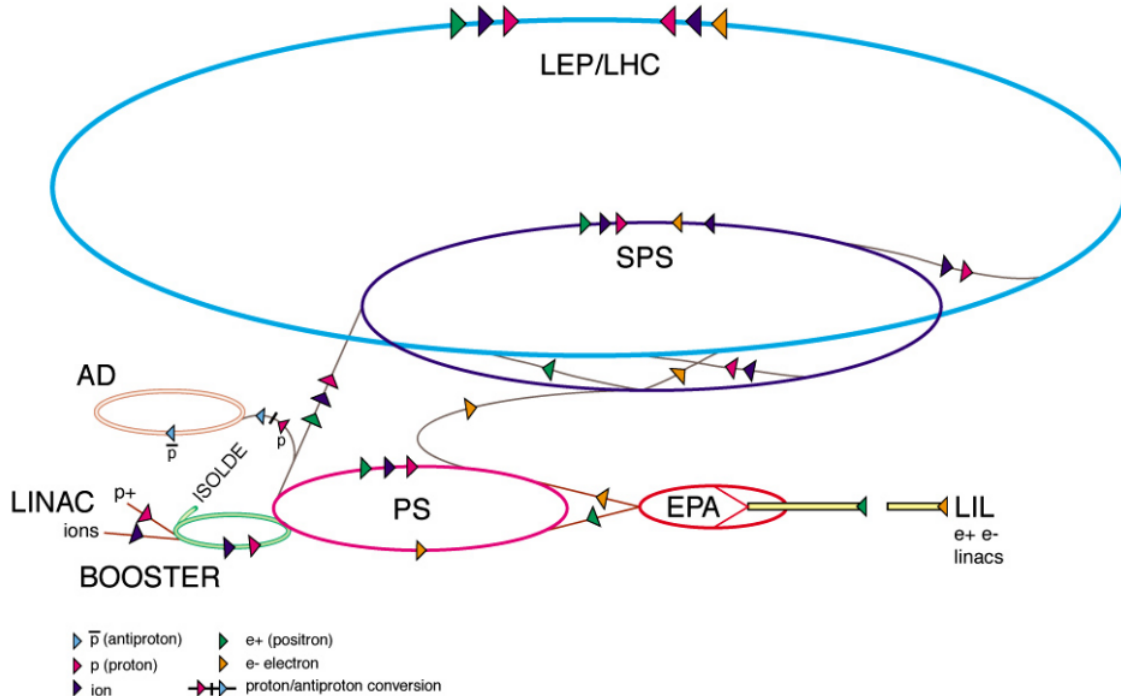 LEP/LHC
SPS
AD
p̅
p
ISOLDE
LINAC
p+
ions
PS
EPA
LIL
e+ e-
linacs
BOOSTER
p̅ (antiproton)
p (proton)
ion
e+ (positron)
e- electron
proton/antiproton conversion